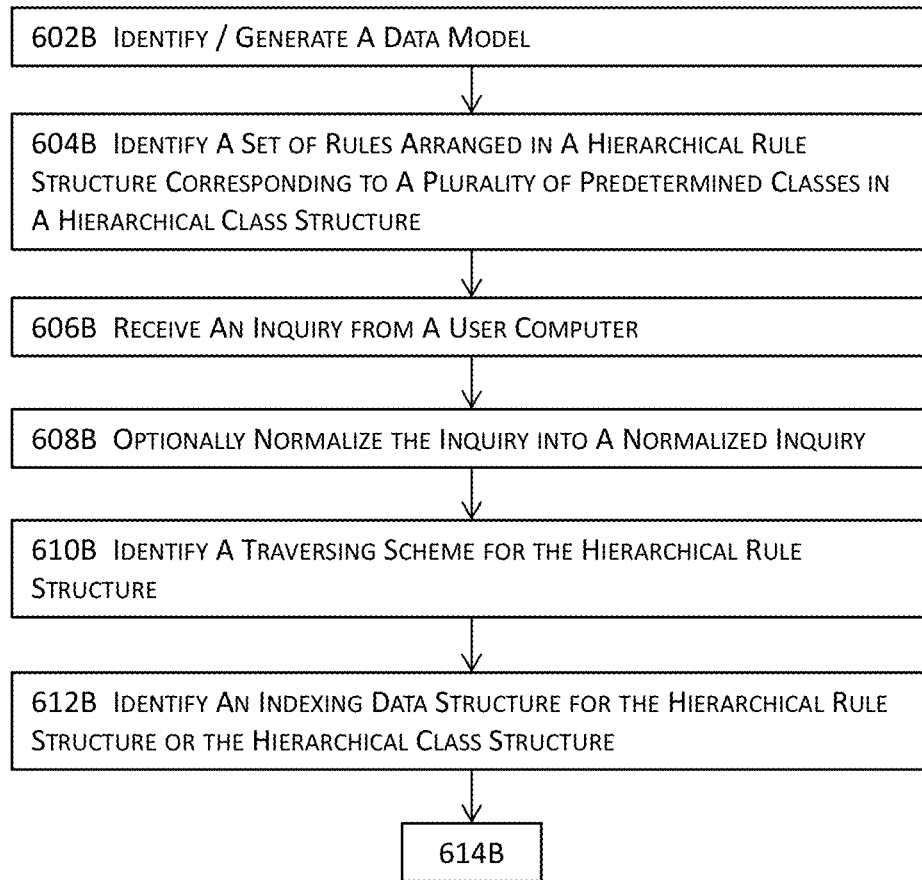 602B IDENTIFY / GENERATE A DATA MODEL
604B IDENTIFY A SET OF RULES ARRANGED IN A HIERARCHICAL RULE
STRUCTURE CORRESPONDING TO A PLURALITY OF PREDETERMINED CLASSES IN
A HIERARCHICAL CLASS STRUCTURE
606B RECEIVE AN INQUIRY FROM A USER COMPUTER
608B OPTIONALLY NORMALIZE THE INQUIRY INTO A NORMALIZED INQUIRY
610B IDENTIFY A TRAVERSING SCHEME FOR THE HIERARCHICAL RULE
STRUCTURE
612B IDENTIFY AN INDEXING DATA STRUCTURE FOR THE HIERARCHICAL RULE
STRUCTURE OR THE HIERARCHICAL CLASS STRUCTURE
614B